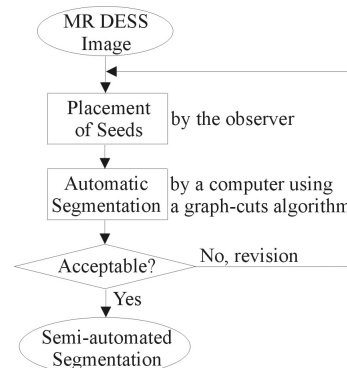 MR DESS
Image
Placement
of Seeds
by the observer
Automatic
Segmentation
by a computer using
a graph-cuts algorithm
Acceptable?
No, revision
Yes
Semi-automated
Segmentation